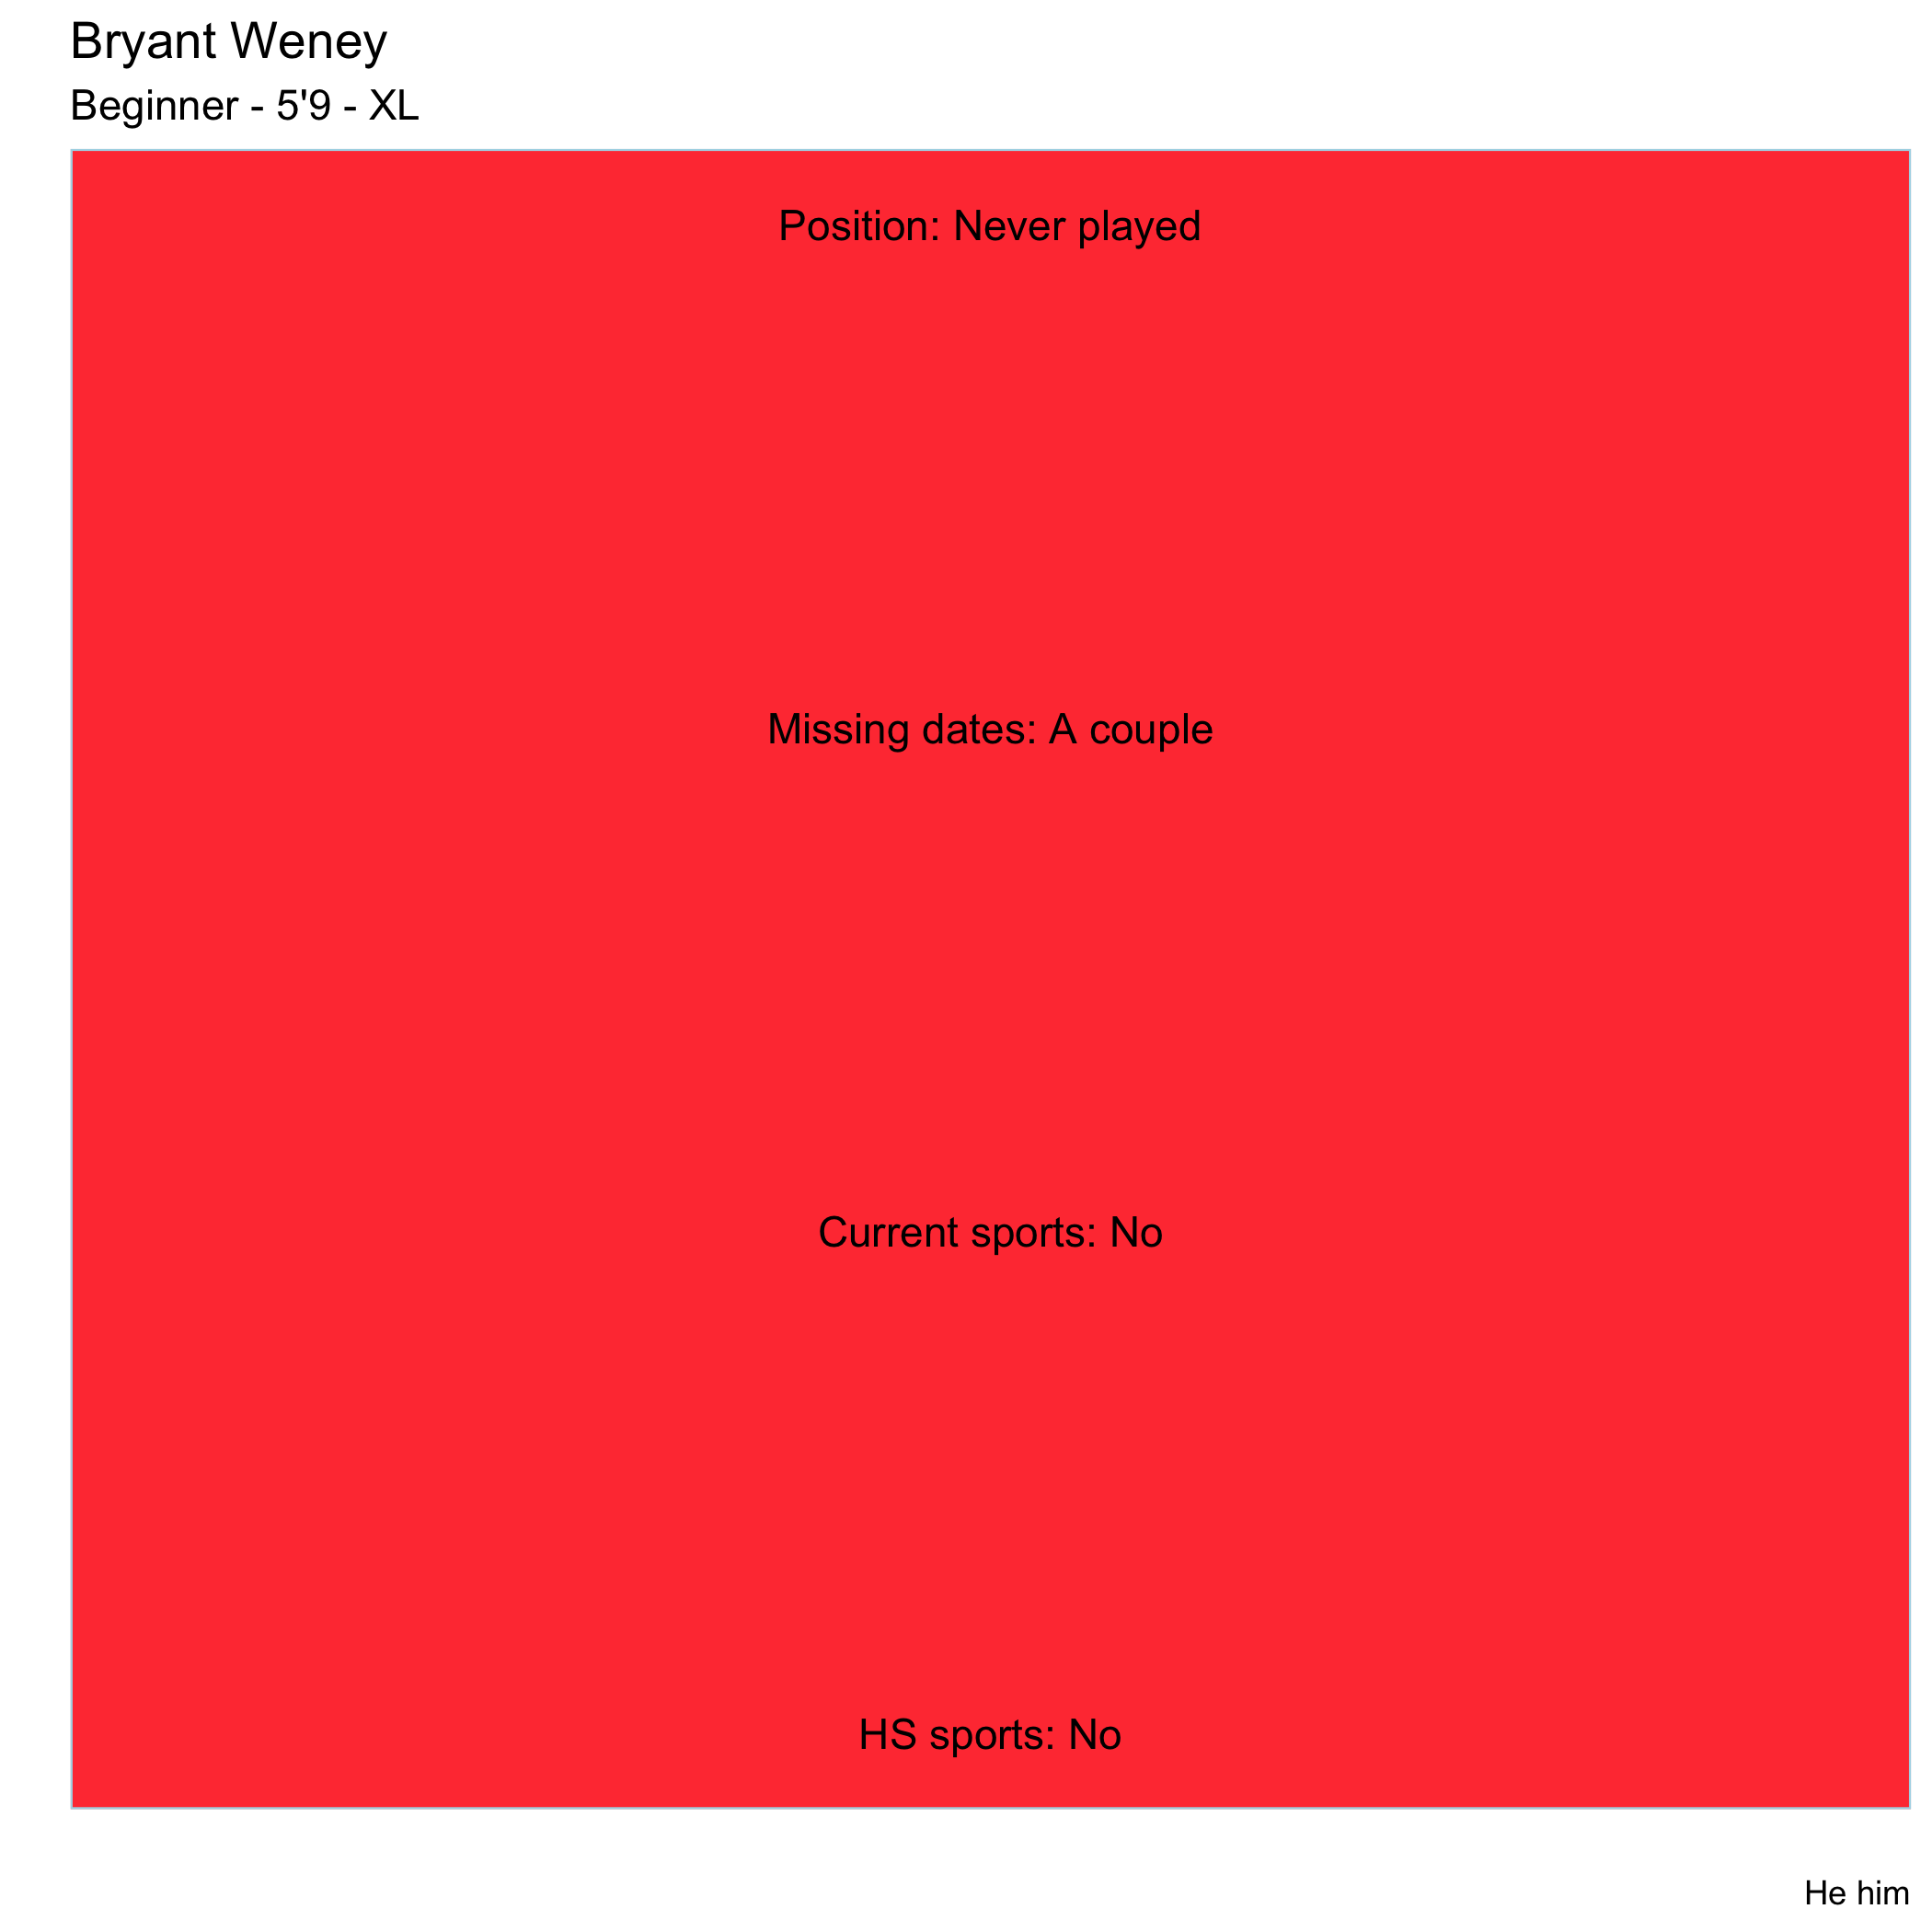 Bryant Weney
Beginner - 5'9 - XL
Position: Never played
Missing dates: A couple
Current sports: No
HS sports: No
He him